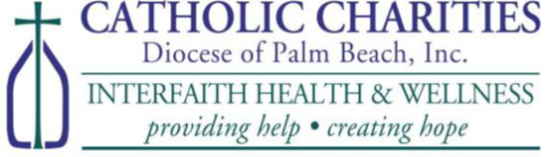 CATHOLIC CHARITIES
Diocese of Palm Beach, Inc.
INTERFAITH HEALTH & WELLNESS
providing help • creating hope